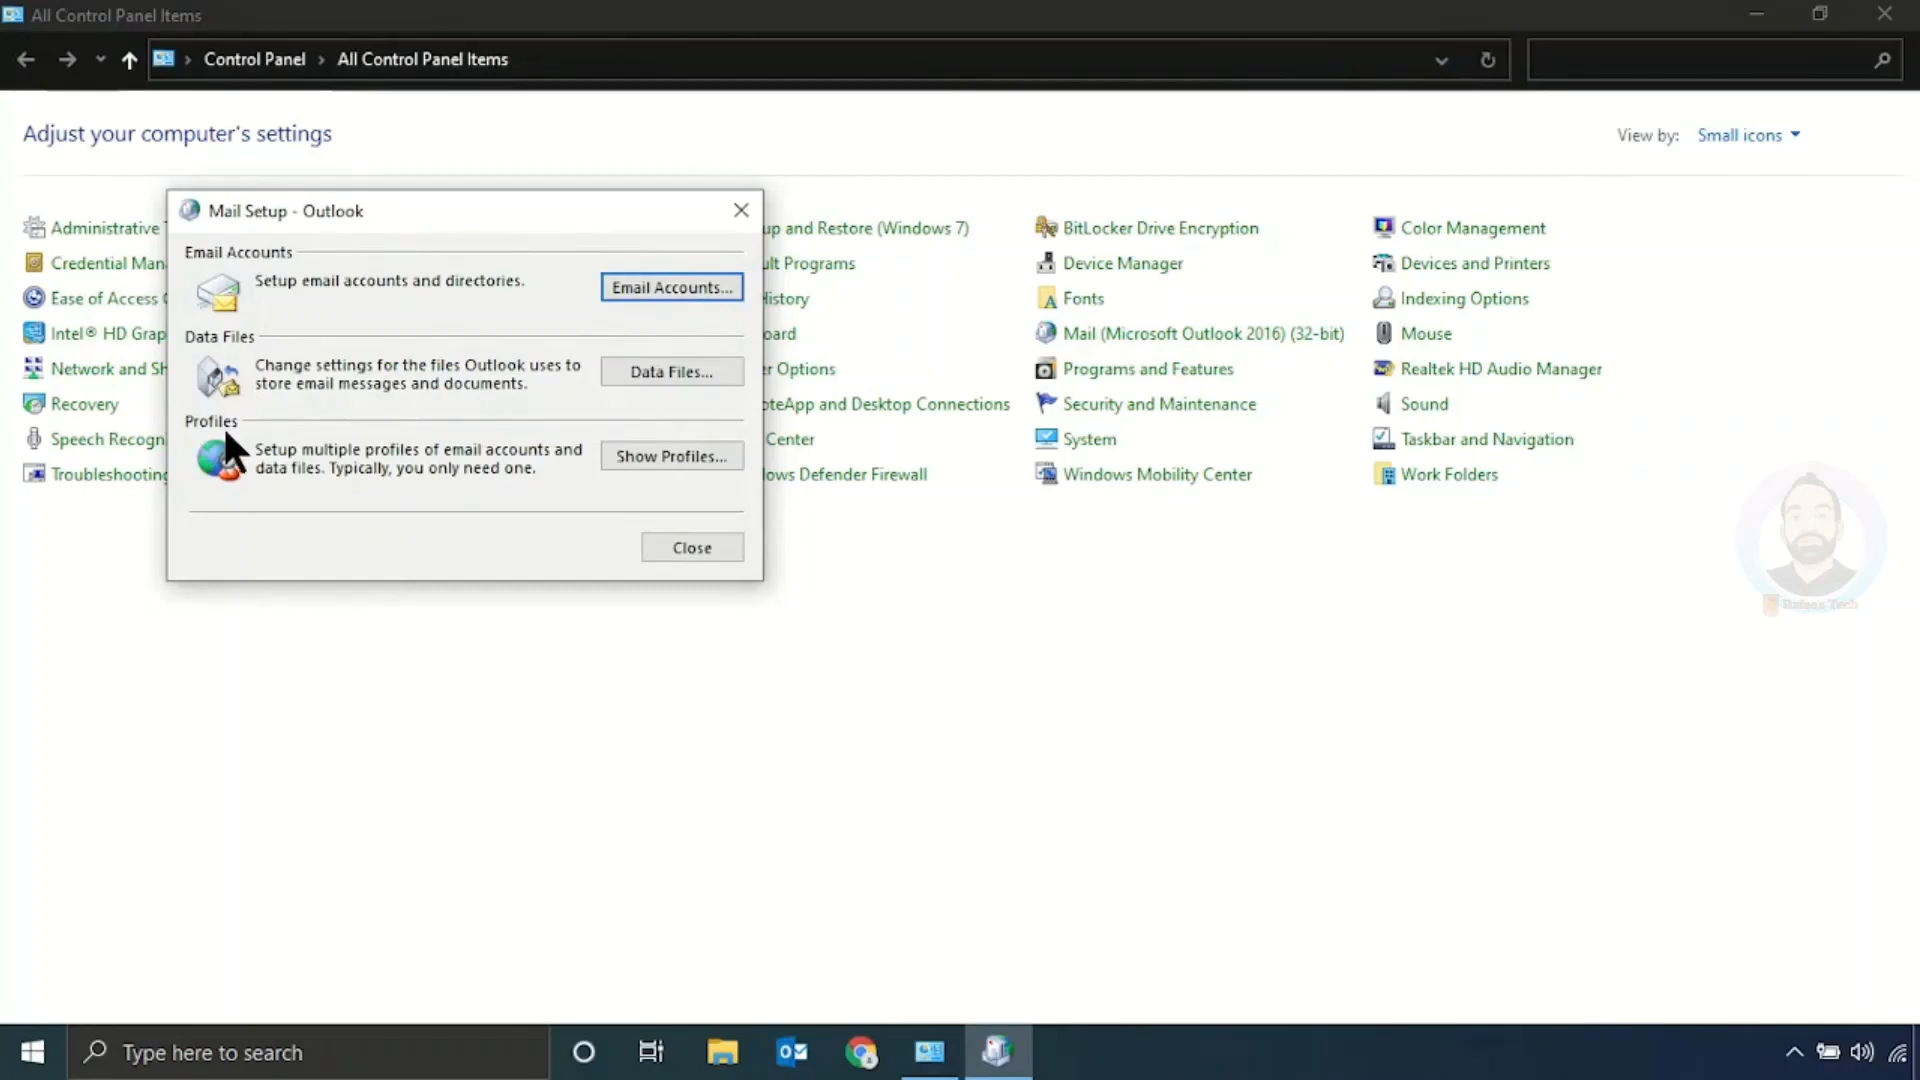 All Control Panel Items
Control Panel > All Control Panel Items
Adjust your computer's settings
View by: Small icons
Mail Setup - Outlook
Email Accounts
Setup email accounts and directories.
Email Accounts...
Data Files
Change settings for the files Outlook uses to
store email messages and documents.
Data Files...
Profiles
Setup multiple profiles of email accounts and
data files. Typically, you only need one.
Show Profiles...
Close
Administrative
Credential Man
Ease of Access
Intel® HD Grap
Network and Sh
Recovery
Speech Recogn
Troubleshooting
up and Restore (Windows 7)
ult Programs
History
oard
er Options
oteApp and Desktop Connections
Center
ows Defender Firewall
BitLocker Drive Encryption
Device Manager
Fonts
Mail (Microsoft Outlook 2016) (32-bit)
Programs and Features
Security and Maintenance
System
Windows Mobility Center
Color Management
Devices and Printers
Indexing Options
Mouse
Realtek HD Audio Manager
Sound
Taskbar and Navigation
Work Folders
Tech
Type here to search